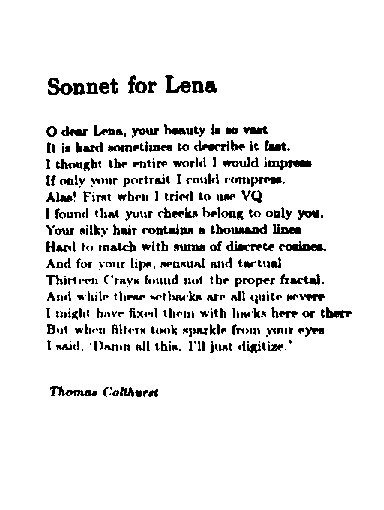 Sonnet for Lena
O dear Lena, your beauty is so vast
It is hard sometimes to describe it fast.
I thought the entire world I would impress
If only your portrait I could compress.
Alas! First when I tried to use VQ
I found that your cheeks belong to only you.
Your silky hair contains a thousand lines
Hard to match with sums of discrete cosines.
And for your lips, sensual and tactual
Thirteen Crays found not the proper fractal.
And while these setbacks are all quite severe
I might have fixed them with hacks here or there
But when filters took sparkle from your eyes
I said, 'Damn all this. I'll just digitize.'
Thomas Colthurst